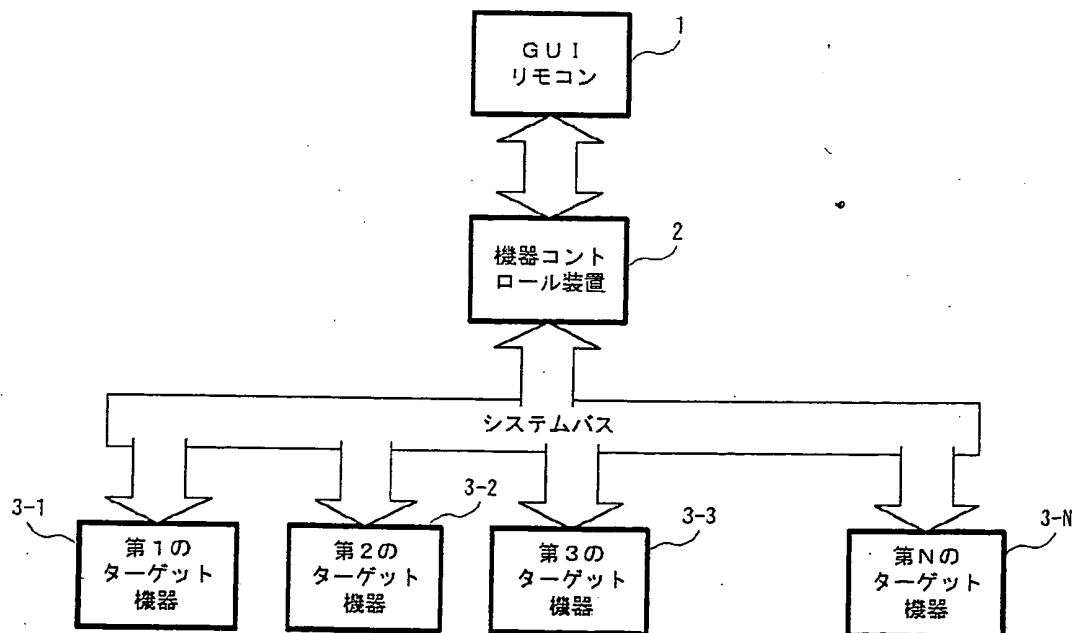 1
ＧＵＩ
リモコン
2
機器コント
ロール装置
システムバス
3-1
第１の
ターゲット
機器
3-2
第２の
ターゲット
機器
3-3
第３の
ターゲット
機器
3-N
第Ｎの
ターゲット
機器